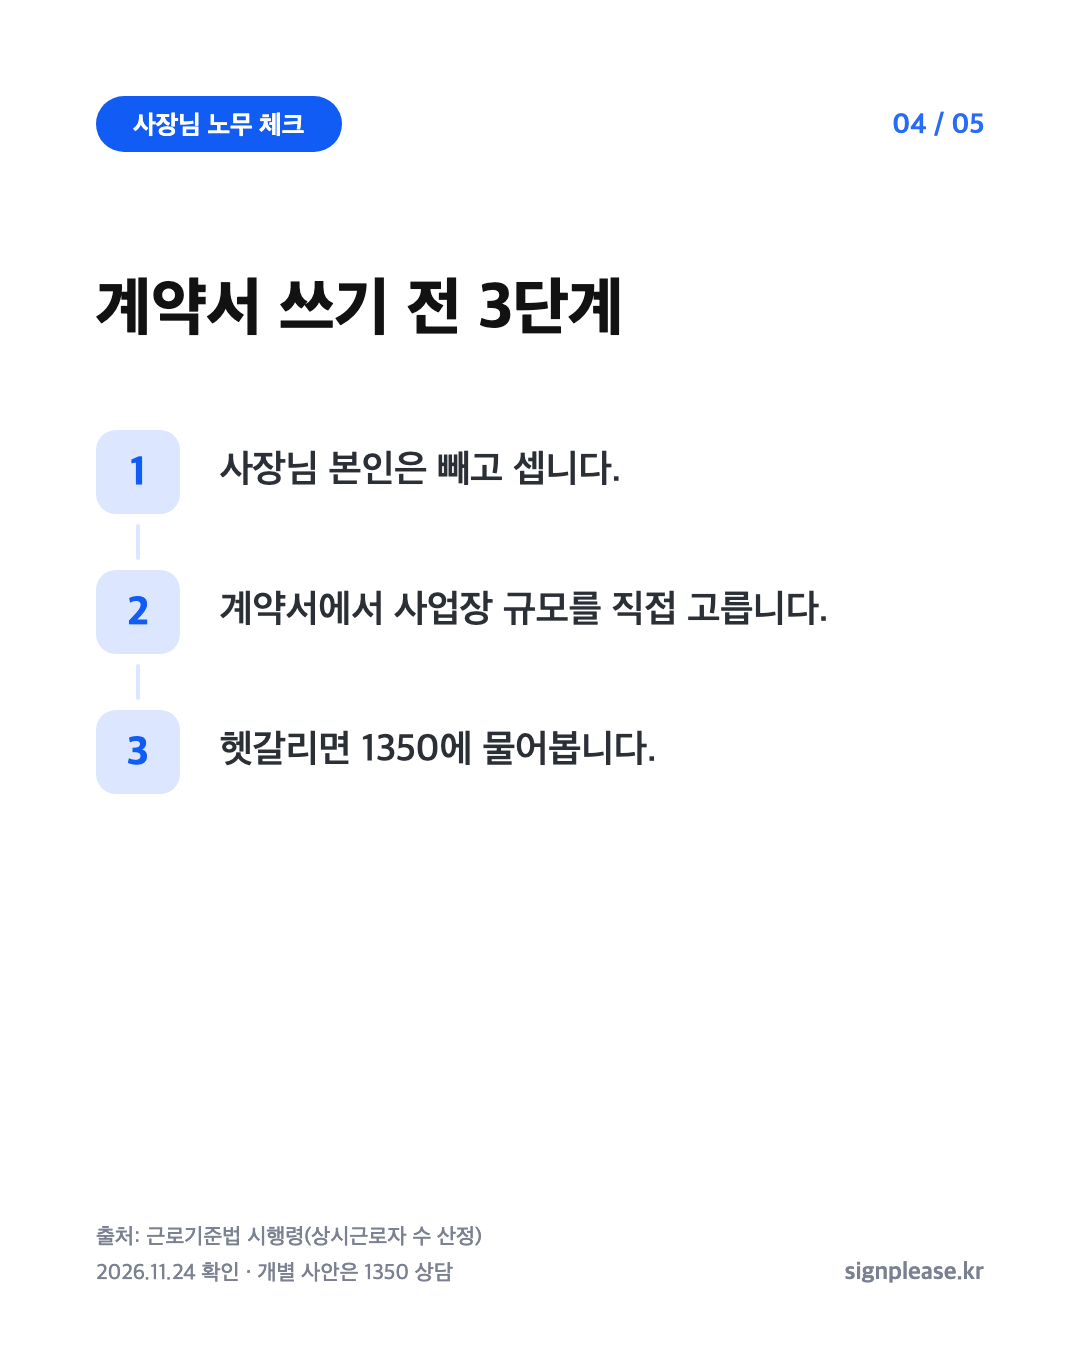 사장님 노무 체크
04 / 05
계약서 쓰기 전 3단계
1
사장님 본인은 빼고 셉니다.
2
계약서에서 사업장 규모를 직접 고릅니다.
3
헷갈리면 1350에 물어봅니다.
출처: 근로기준법 시행령(상시근로자 수 산정)
2026.11.24 확인 · 개별 사안은 1350 상담
signplease.kr